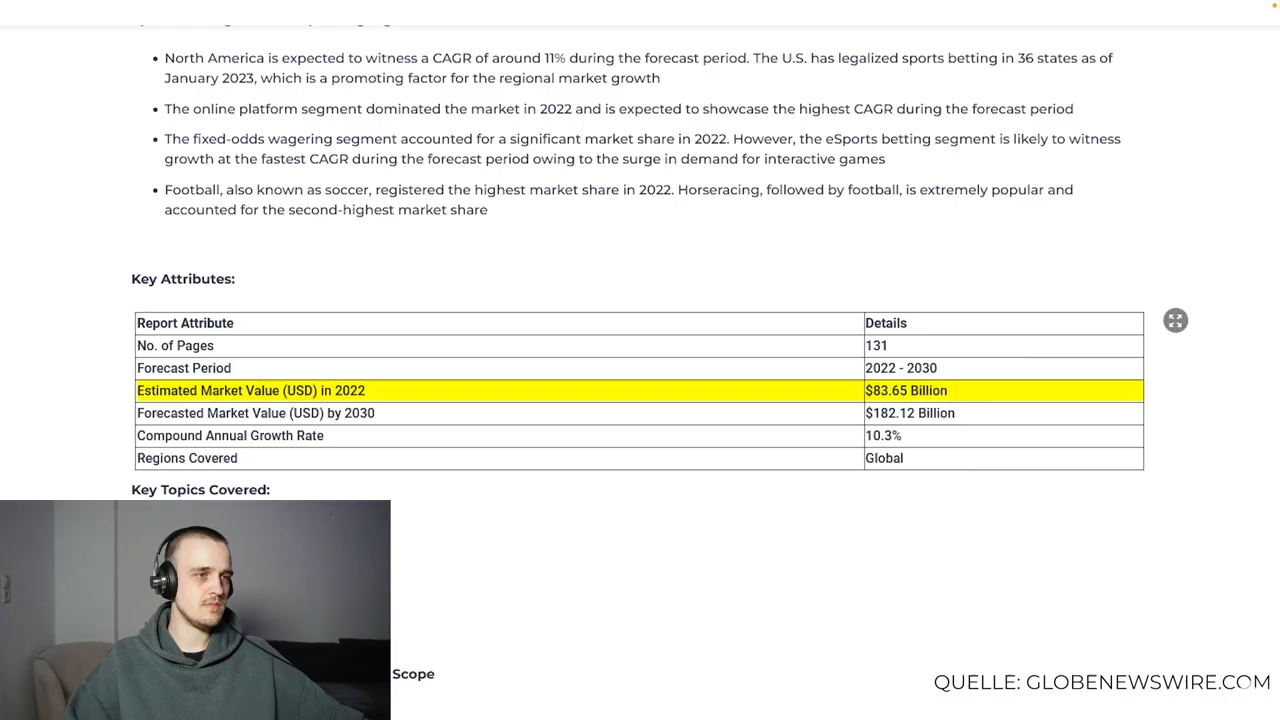 North America is expected to witness a CAGR of around 11% during the forecast period. The U.S. has legalized sports betting in 36 states as of
January 2023, which is a promoting factor for the regional market growth
The online platform segment dominated the market in 2022 and is expected to showcase the highest CAGR during the forecast period
The fixed-odds wagering segment accounted for a significant market share in 2022. However, the eSports betting segment is likely to witness
growth at the fastest CAGR during the forecast period owing to the surge in demand for interactive games
Football, also known as soccer, registered the highest market share in 2022. Horseracing, followed by football, is extremely popular and
accounted for the second-highest market share
Key Attributes:
Report Attribute Details
No. of Pages 131
Forecast Period 2022 - 2030
Estimated Market Value (USD) in 2022 $83.65 Billion
Forecasted Market Value (USD) by 2030 $182.12 Billion
Compound Annual Growth Rate 10.3%
Regions Covered Global
Key Topics Covered:
Scope
QUELLE: GLOBENEWSWIRE.COM